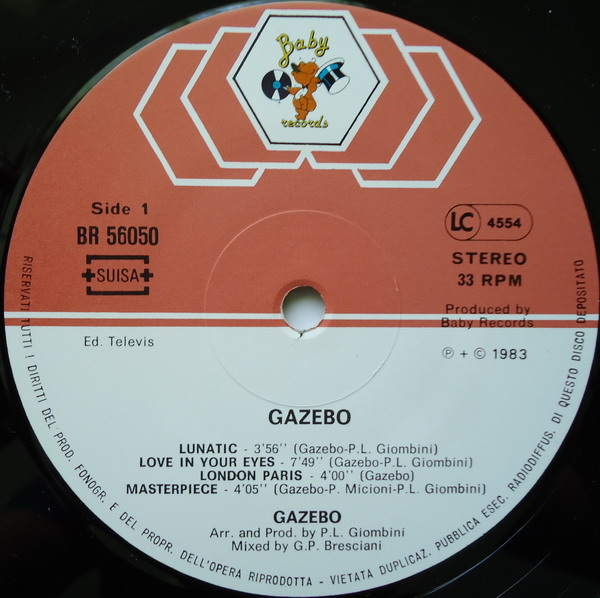 Baby
records
Side 1
BR 56050
SUISA
LC 4554
STEREO
33 RPM
Produced by
Baby Records
Ed. Televis
℗ + © 1983
GAZEBO
LUNATIC - 3'56'' (Gazebo-P.L. Giombini)
LOVE IN YOUR EYES - 7'49'' (Gazebo-P.L. Giombini)
LONDON PARIS - 4'00'' (Gazebo)
MASTERPIECE - 4'05'' (Gazebo-P. Micioni-P.L. Giombini)
GAZEBO
Arr. and Prod. by P.L. Giombini
Mixed by G.P. Bresciani
RISERVATI TUTTI I DIRITTI DEL PROD. FONOGR. E DEL PROPR. DELL'OPERA RIPRODOTTA - VIETATA DUPLICAZ. PUBBLICA ESEC. RADIODIFFUS. DI QUESTO DISCO DEPOSITATO